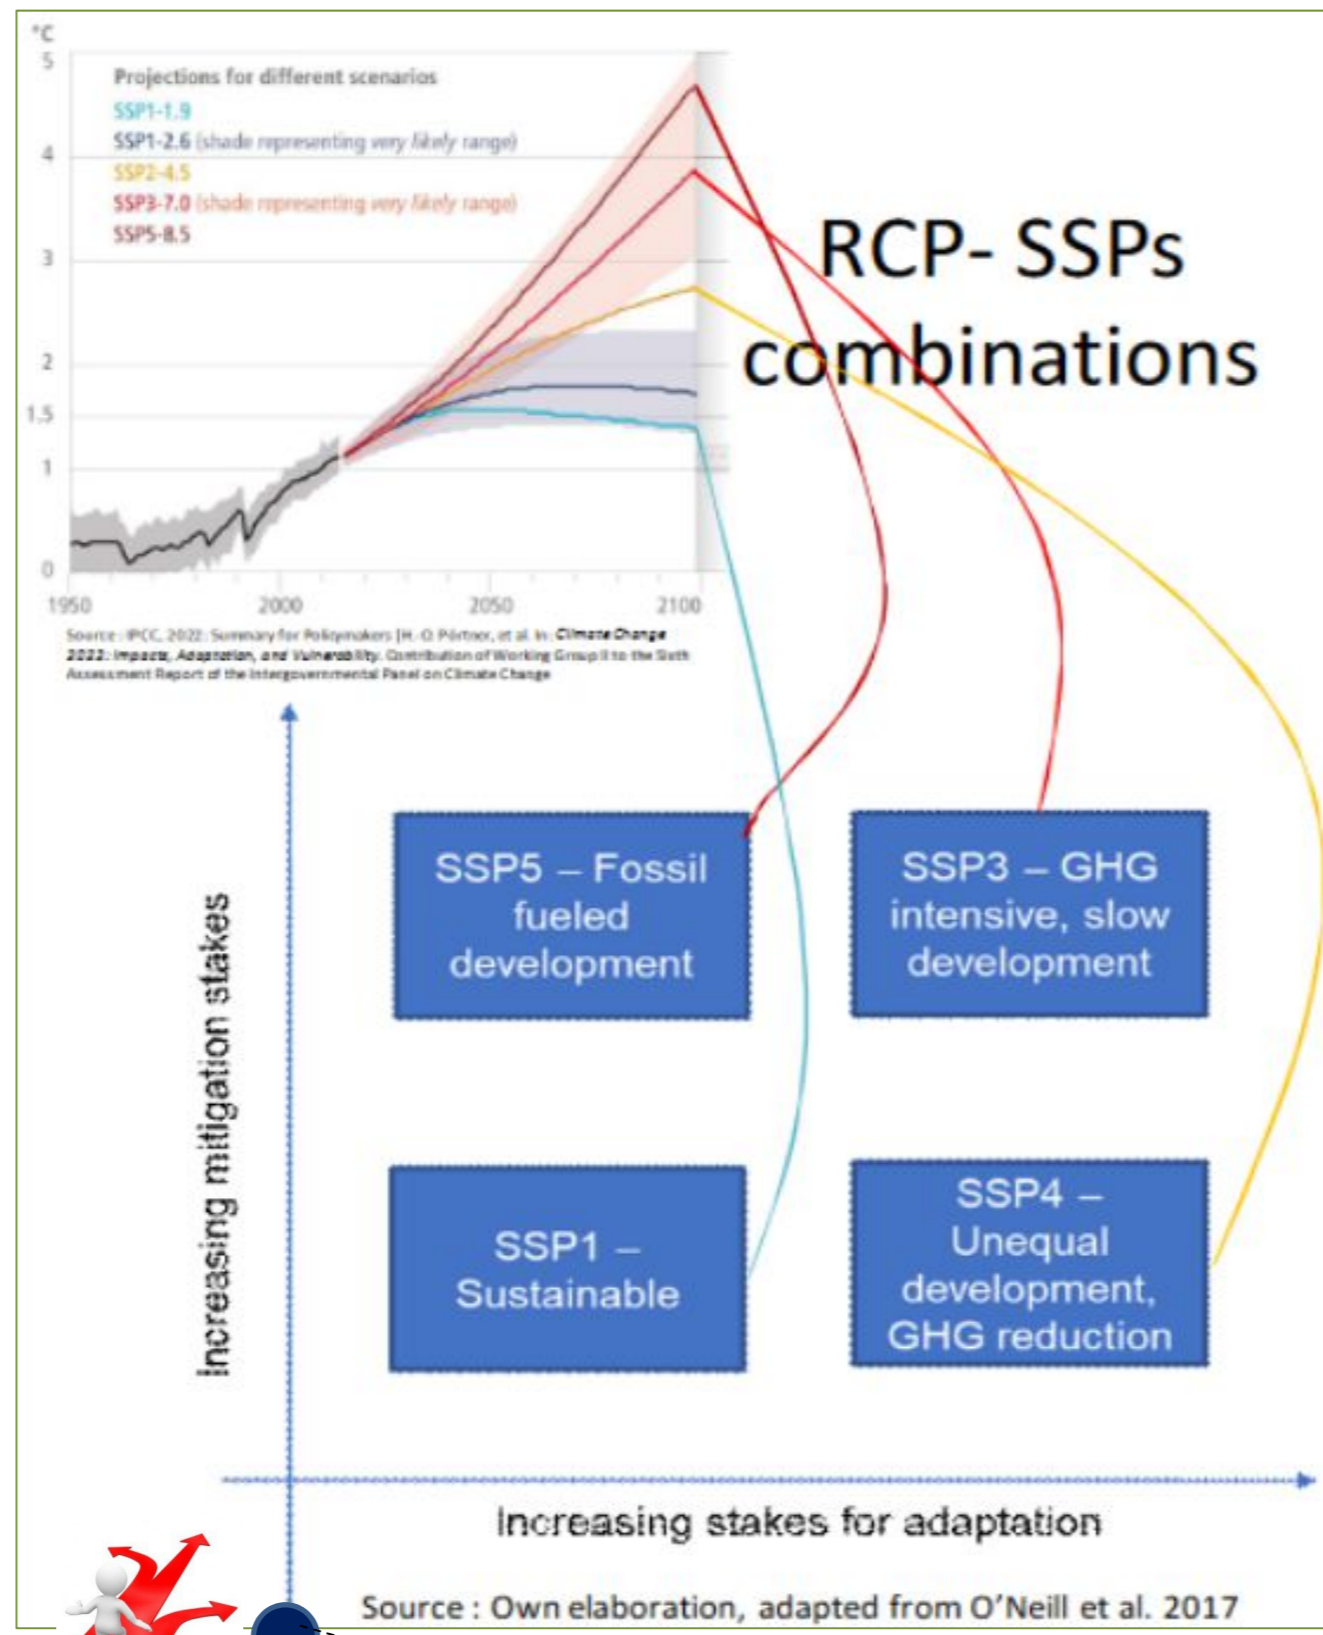 °C
5
Projections for different scenarios
SSP1-1.9
SSP1-2.6 (shade representing very likely range)
4
SSP2-4.5
SSP3-7.0 (shade representing very likely range)
SSP5-8.5
3
2
1.5
1
0
1950 2000 2050 2100
RCP- SSPs
combinations
Source : IPCC, 2022: Summary for Policymakers [H.-O. Pörtner, et al. In: Climate Change
2022: Impacts, Adaptation, and Vulnerability. Contribution of Working Group II to the Sixth
Assessment Report of the Intergovernmental Panel on Climate Change
Increasing mitigation stakes
SSP5 – Fossil
fueled
development
SSP3 – GHG
intensive, slow
development
SSP1 –
Sustainable
SSP4 –
Unequal
development,
GHG reduction
Increasing stakes for adaptation
Source : Own elaboration, adapted from O’Neill et al. 2017